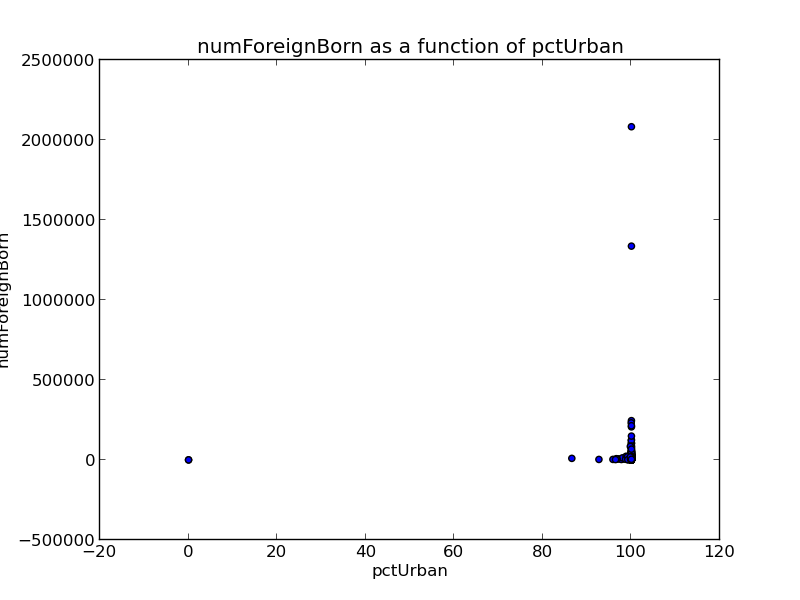 numForeignBorn as a function of pctUrban
2500000
2000000
1500000
1000000
500000
0
−500000
numForeignBorn
−20 0 20 40 60 80 100 120
pctUrban